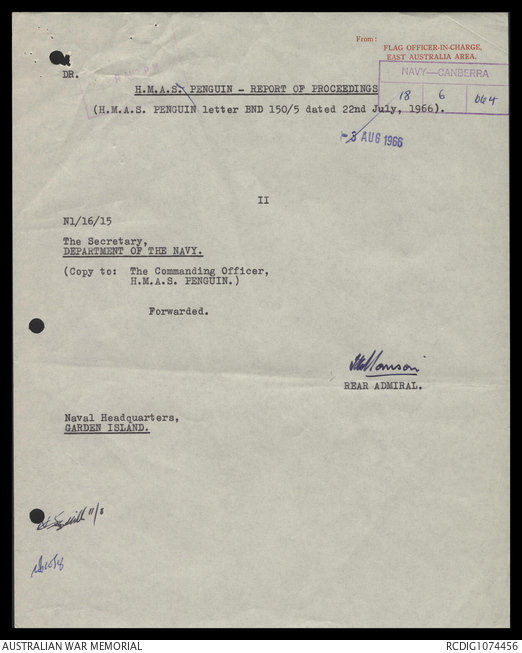 From:
FLAG OFFICER-IN-CHARGE,
EAST AUSTRALIA AREA.
NAVY—CANBERRA
18 6 064
DR.
H.M.A.S. PENGUIN - REPORT OF PROCEEDINGS
(H.M.A.S. PENGUIN letter BND 150/5 dated 22nd July, 1966).
-3 AUG 1966
II
N1/16/15
The Secretary,
DEPARTMENT OF THE NAVY.
(Copy to: The Commanding Officer,
H.M.A.S. PENGUIN.)
Forwarded.
REAR ADMIRAL.
Naval Headquarters,
GARDEN ISLAND.
11/8
AUSTRALIAN WAR MEMORIAL
RCDIG1074456